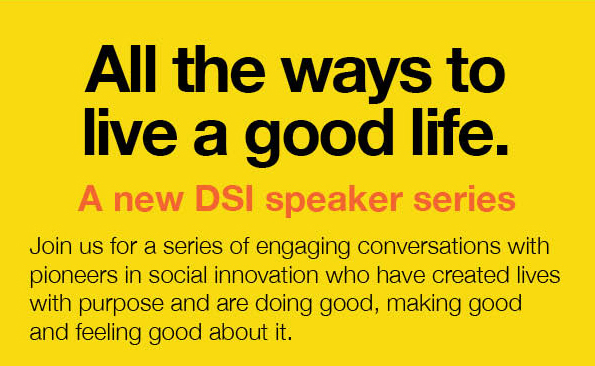 All the ways to
live a good life.
A new DSI speaker series
Join us for a series of engaging conversations with
pioneers in social innovation who have created lives
with purpose and are doing good, making good
and feeling good about it.